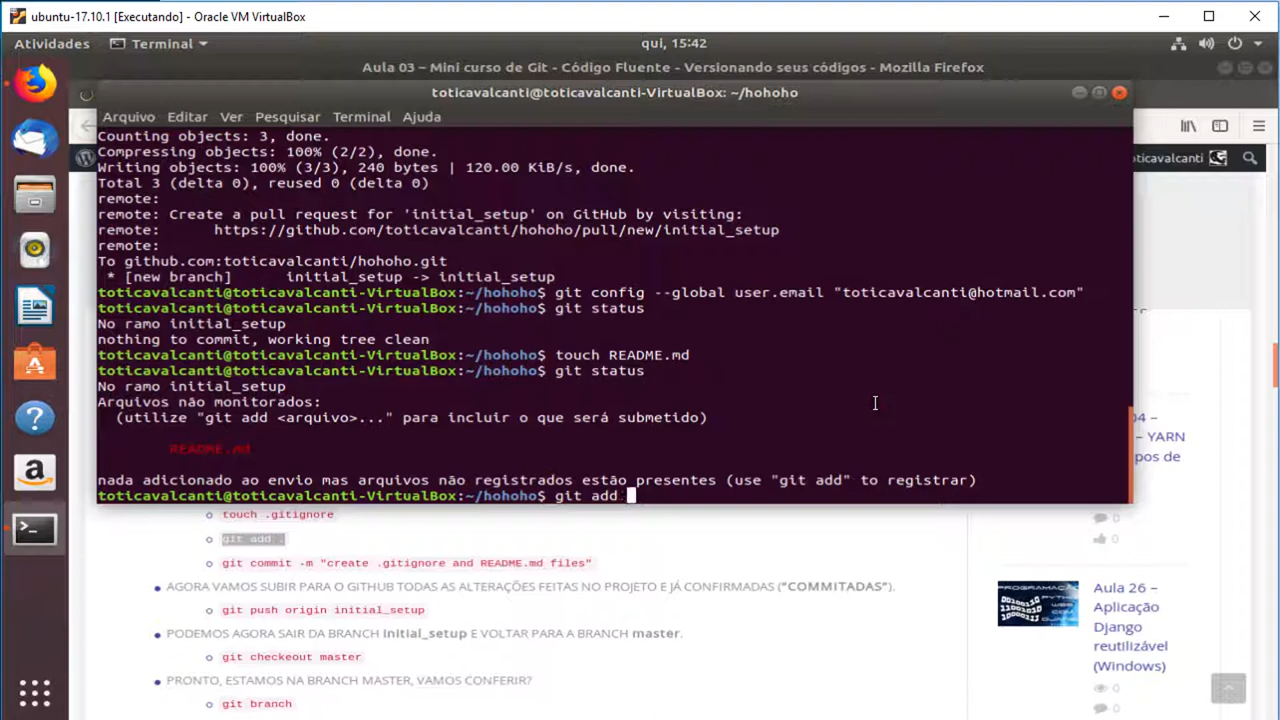 ubuntu-17.10.1 [Executando] - Oracle VM VirtualBox
Atividades Terminal qui, 15:42
Aula 03 – Mini curso de Git - Código Fluente - Versionando seus códigos - Mozilla Firefox
toticavalcanti@toticavalcanti-VirtualBox: ~/hohoho
Arquivo Editar Ver Pesquisar Terminal Ajuda
Counting objects: 3, done.
Compressing objects: 100% (2/2), done.
Writing objects: 100% (3/3), 240 bytes | 120.00 KiB/s, done.
Total 3 (delta 0), reused 0 (delta 0)
remote:
remote: Create a pull request for 'initial_setup' on GitHub by visiting:
remote: https://github.com/toticavalcanti/hohoho/pull/new/initial_setup
remote:
To github.com:toticavalcanti/hohoho.git
* [new branch] initial_setup -> initial_setup
toticavalcanti@toticavalcanti-VirtualBox:~/hohoho$ git config --global user.email "toticavalcanti@hotmail.com"
toticavalcanti@toticavalcanti-VirtualBox:~/hohoho$ git status
No ramo initial_setup
nothing to commit, working tree clean
toticavalcanti@toticavalcanti-VirtualBox:~/hohoho$ touch README.md
toticavalcanti@toticavalcanti-VirtualBox:~/hohoho$ git status
No ramo initial_setup
Arquivos não monitorados:
(utilize "git add <arquivo>..." para incluir o que será submetido)
README.md
nada adicionado ao envio mas arquivos não registrados estão presentes (use "git add" to registrar)
toticavalcanti@toticavalcanti-VirtualBox:~/hohoho$ git add
touch .gitignore
git add .
git commit -m "create .gitignore and README.md files"
AGORA VAMOS SUBIR PARA O GITHUB TODAS AS ALTERAÇÕES FEITAS NO PROJETO E JÁ CONFIRMADAS ("COMMITADAS").
git push origin initial_setup
PODEMOS AGORA SAIR DA BRANCH initial_setup E VOLTAR PARA A BRANCH master.
git checkeout master
PRONTO, ESTAMOS NA BRANCH MASTER, VAMOS CONFERIR?
git branch
oticavalcanti
04 –
YARN
pos de
0
0
PROGRAMAÇÃO
PYTHON
WEB
COM
Aula 26 –
Aplicação
Django
reutilizável
(Windows)
0
0